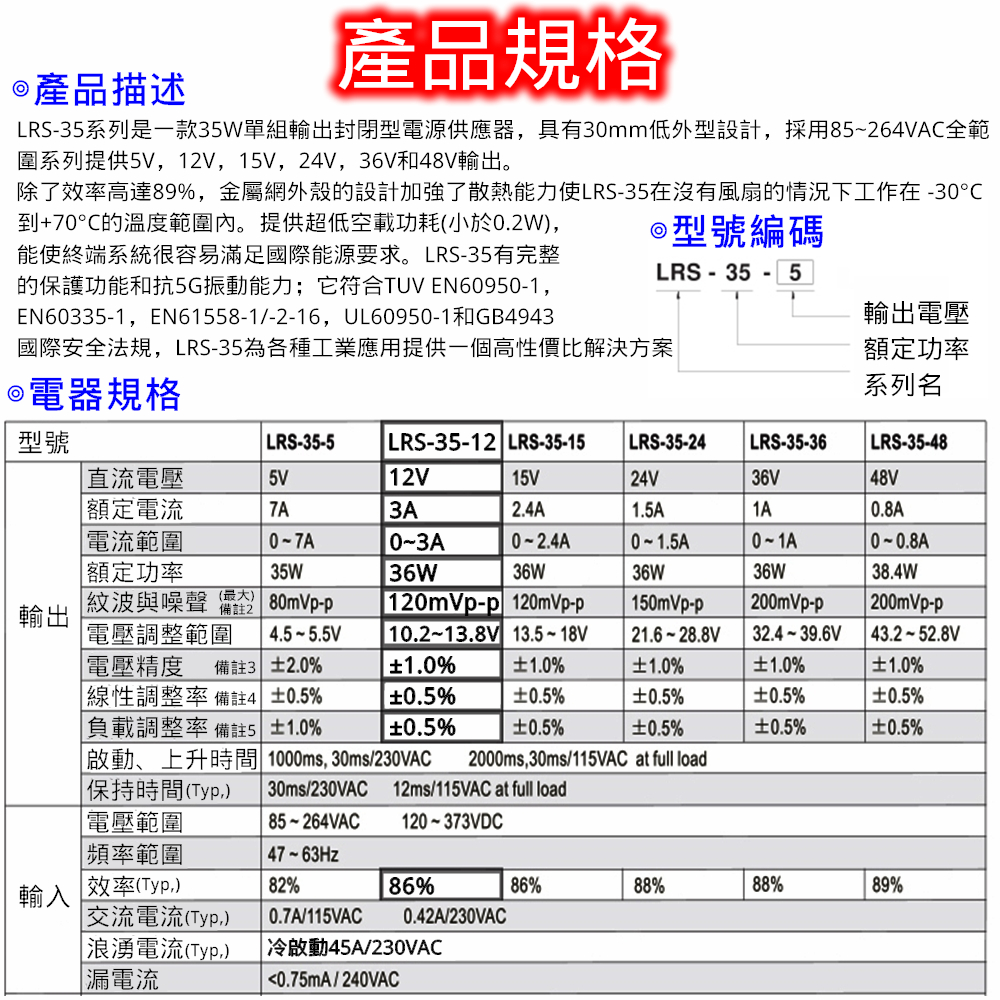 產品規格
◎產品描述
LRS-35系列是一款35W單組輸出封閉型電源供應器，具有30mm低外型設計，採用85~264VAC全範
圍系列提供5V，12V，15V，24V，36V和48V輸出。
除了效率高達89%，金屬網外殼的設計加強了散熱能力使LRS-35在沒有風扇的情況下工作在 -30°C
到+70°C的溫度範圍內。提供超低空載功耗(小於0.2W)，
能使終端系統很容易滿足國際能源要求。LRS-35有完整
的保護功能和抗5G振動能力；它符合TUV EN60950-1，
EN60335-1，EN61558-1/-2-16，UL60950-1和GB4943
國際安全法規，LRS-35為各種工業應用提供一個高性價比解決方案
◎型號編碼
LRS - 35 - 5
輸出電壓
額定功率
系列名
◎電器規格
型號 LRS-35-5 LRS-35-12 LRS-35-15 LRS-35-24 LRS-35-36 LRS-35-48
輸出
直流電壓 5V 12V 15V 24V 36V 48V
額定電流 7A 3A 2.4A 1.5A 1A 0.8A
電流範圍 0~7A 0~3A 0~2.4A 0~1.5A 0~1A 0~0.8A
額定功率 35W 36W 36W 36W 36W 38.4W
紋波與噪聲 (最大) 備註2 80mVp-p 120mVp-p 120mVp-p 150mVp-p 200mVp-p 200mVp-p
電壓調整範圍 4.5~5.5V 10.2~13.8V 13.5~18V 21.6~28.8V 32.4~39.6V 43.2~52.8V
電壓精度 備註3 ±2.0% ±1.0% ±1.0% ±1.0% ±1.0% ±1.0%
線性調整率 備註4 ±0.5% ±0.5% ±0.5% ±0.5% ±0.5% ±0.5%
負載調整率 備註5 ±1.0% ±0.5% ±0.5% ±0.5% ±0.5% ±0.5%
啟動、上升時間 1000ms, 30ms/230VAC 2000ms,30ms/115VAC at full load
保持時間(Typ,) 30ms/230VAC 12ms/115VAC at full load
輸入
電壓範圍 85~264VAC 120~373VDC
頻率範圍 47~63Hz
效率(Typ,) 82% 86% 86% 88% 88% 89%
交流電流(Typ,) 0.7A/115VAC 0.42A/230VAC
浪湧電流(Typ,) 冷啟動45A/230VAC
漏電流 <0.75mA / 240VAC